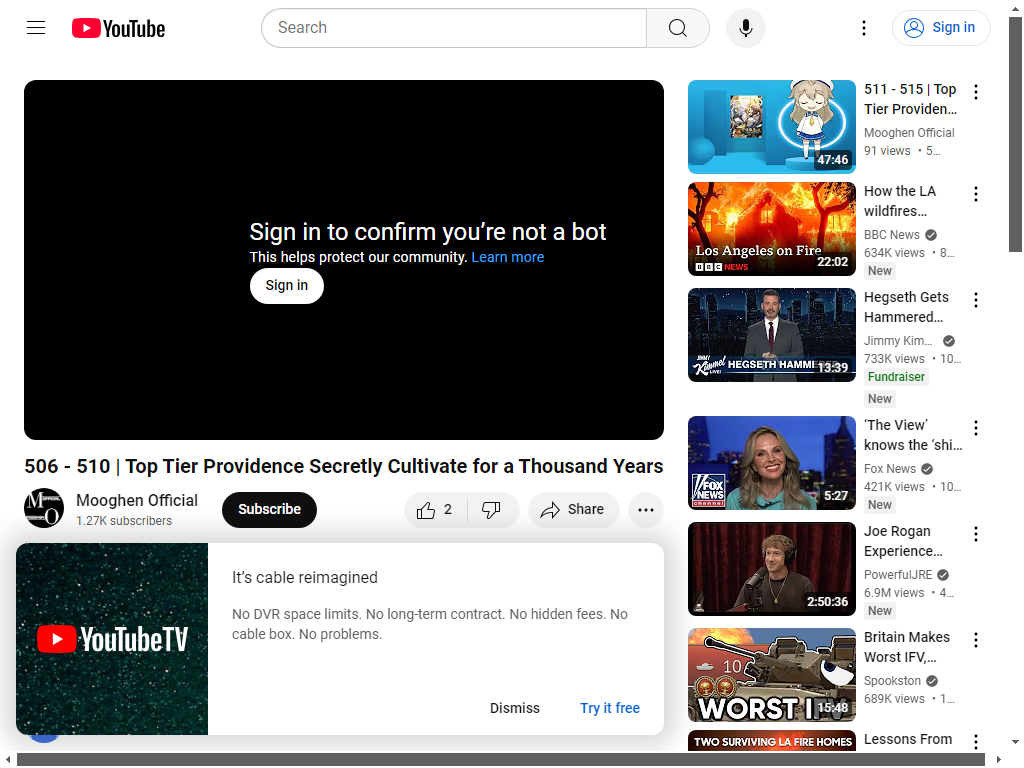 YouTube
Search
Sign in
Sign in to confirm you’re not a bot
This helps protect our community. Learn more
Sign in
506 - 510 | Top Tier Providence Secretly Cultivate for a Thousand Years
Mooghen Official
1.27K subscribers
Subscribe
2
Share
YouTubeTV
It’s cable reimagined
No DVR space limits. No long-term contract. No hidden fees. No
cable box. No problems.
Dismiss
Try it free
47:46
511 - 515 | Top
Tier Providen…
Mooghen Official
91 views • 5…
Los Angeles on Fire
BBC NEWS
22:02
How the LA
wildfires…
BBC News
634K views • 8…
New
JIMMY Kimmel LIVE!
HEGSETH HAMME
13:39
Hegseth Gets
Hammered…
Jimmy Kim…
733K views • 10…
Fundraiser
New
FOX NEWS channel
5:27
‘The View’
knows the ‘shi…
Fox News
421K views • 10…
New
2:50:36
Joe Rogan
Experience…
PowerfulJRE
6.9M views • 4…
New
10
WORST IFV
15:48
Britain Makes
Worst IFV,…
Spookston
689K views • 1…
TWO SURVIVING LA FIRE HOMES
Lessons From